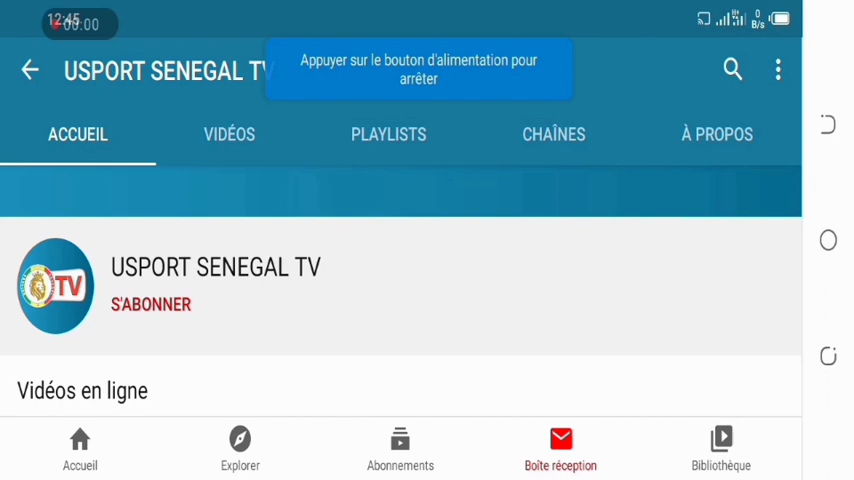 12:45
00:00
0
B/s
USPORT SENEGAL TV
Appuyer sur le bouton d'alimentation pour
arrêter
ACCUEIL VIDÉOS PLAYLISTS CHAÎNES À PROPOS
TV
USPORT SENEGAL TV
S'ABONNER
Vidéos en ligne
Accueil Explorer Abonnements Boîte réception Bibliothèque